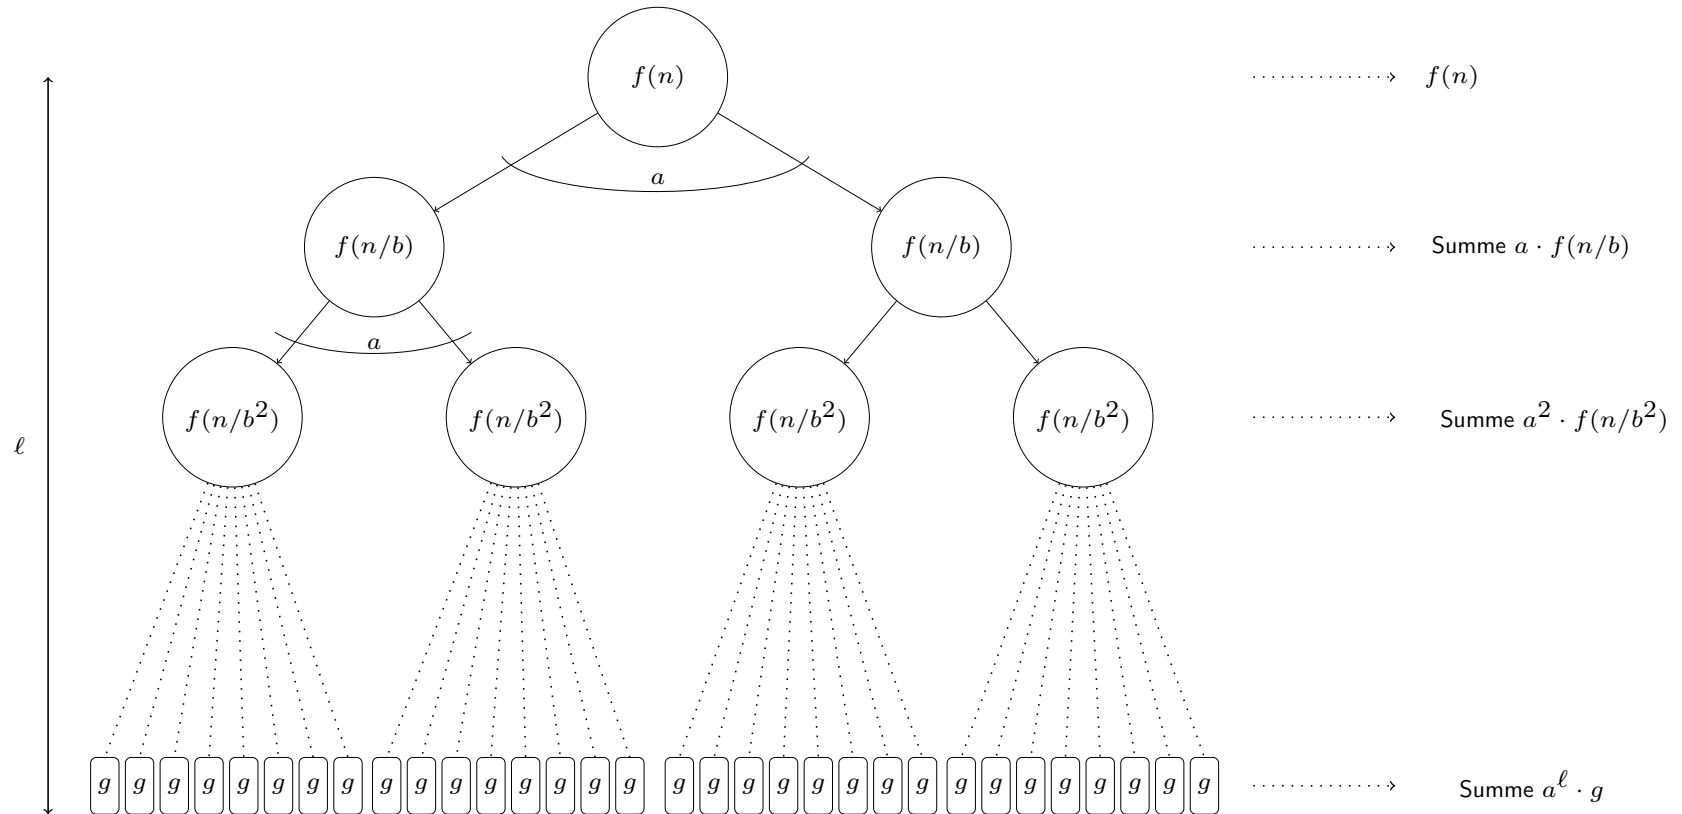 f(n) f(n)
a
f(n/b) f(n/b) Summe a · f(n/b)
a
f(n/b²) f(n/b²) f(n/b²) f(n/b²) Summe a² · f(n/b²)
ℓ
g g g g g g g g g g g g g g g g g g g g g g g g g g g g g g g g Summe a^ℓ · g